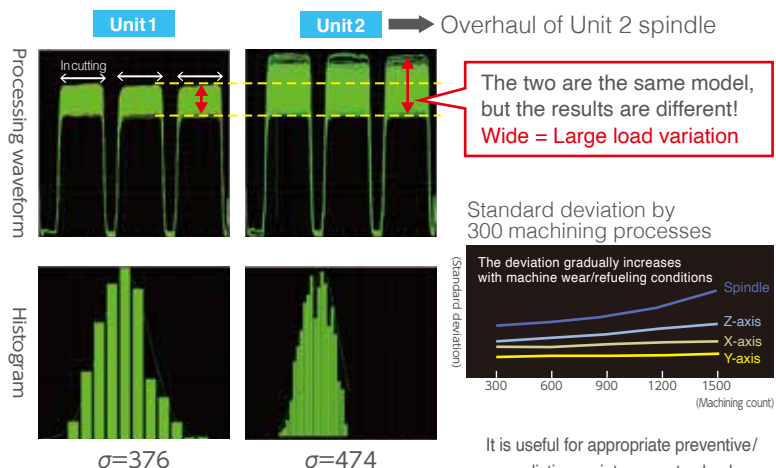 Unit 1
Unit 2
Overhaul of Unit 2 spindle
Processing waveform
In cutting
The two are the same model,
but the results are different!
Wide = Large load variation
Standard deviation by
300 machining processes
(Standard deviation)
The deviation gradually increases
with machine wear/refueling conditions
Spindle
Z-axis
X-axis
Y-axis
300 600 900 1200 1500
(Machining count)
Histogram
σ=376
σ=474
It is useful for appropriate preventive/